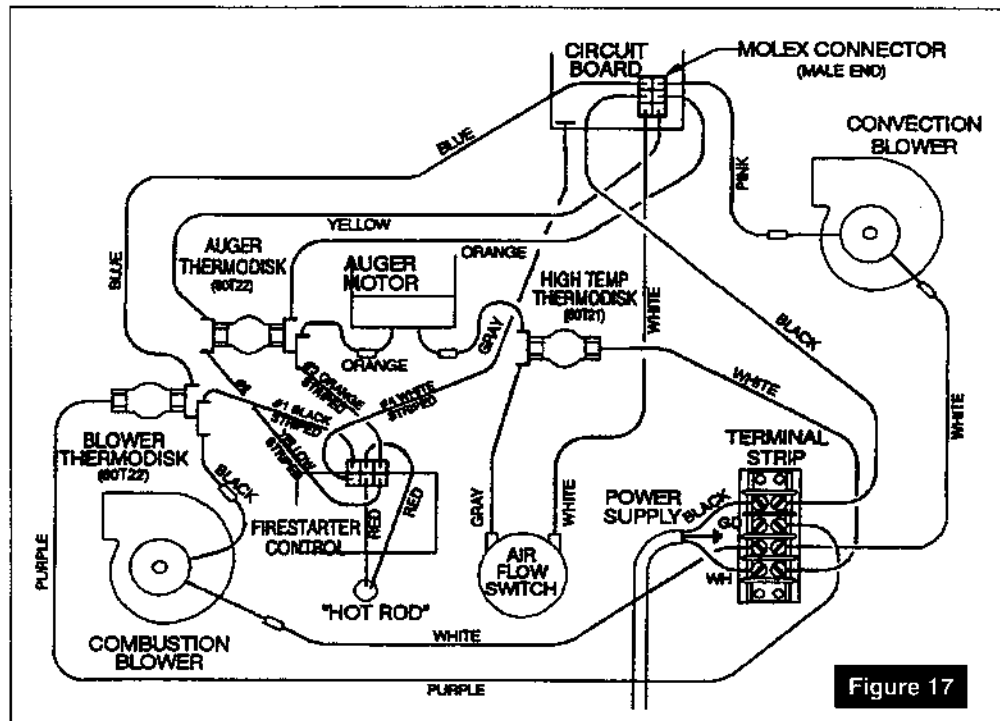 CIRCUIT
BOARD
MOLEX CONNECTOR
(MALE END)
CONVECTION
BLOWER
BLUE
PINK
YELLOW
ORANGE
AUGER
THERMODISK
(60T22)
AUGER
MOTOR
HIGH TEMP
THERMODISK
(60T21)
BLUE
GRAY
WHITE
BLACK
ORANGE
WHITE
WHITE
#2
#3 ORANGE
STRIPED
#4 WHITE
STRIPED
#1 BLACK
STRIPED
YELLOW
STRIPED
BLOWER
THERMODISK
(60T22)
BLACK
TERMINAL
STRIP
POWER
SUPPLY
BLACK
GD
WH
GRAY
WHITE
RED
RED
FIRESTARTER
CONTROL
AIR
FLOW
SWITCH
"HOT ROD"
PURPLE
COMBUSTION
BLOWER
WHITE
PURPLE
Figure 17